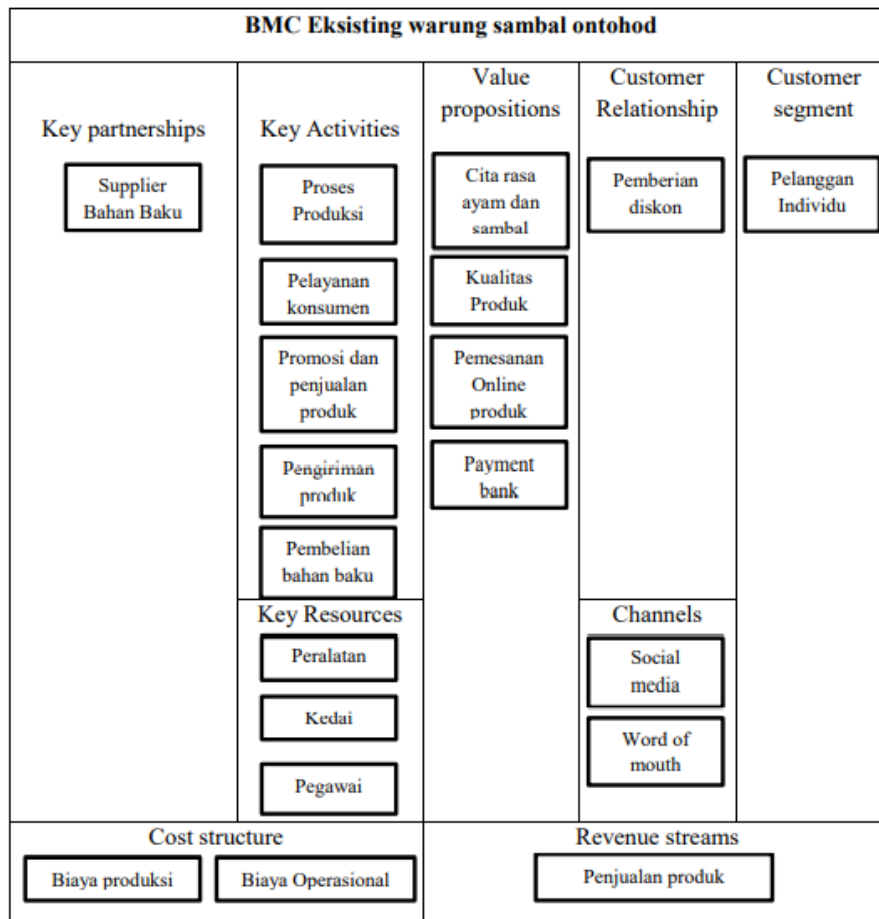 BMC Eksisting warung sambal ontohod
Key partnerships
Supplier
Bahan Baku
Key Activities
Proses
Produksi
Pelayanan
konsumen
Promosi dan
penjualan
produk
Pengiriman
produk
Pembelian
bahan baku
Key Resources
Peralatan
Kedai
Pegawai
Value
propositions
Cita rasa
ayam dan
sambal
Kualitas
Produk
Pemesanan
Online
produk
Payment
bank
Customer
Relationship
Pemberian
diskon
Channels
Social
media
Word of
mouth
Customer
segment
Pelanggan
Individu
Cost structure
Biaya produksi
Biaya Operasional
Revenue streams
Penjualan produk